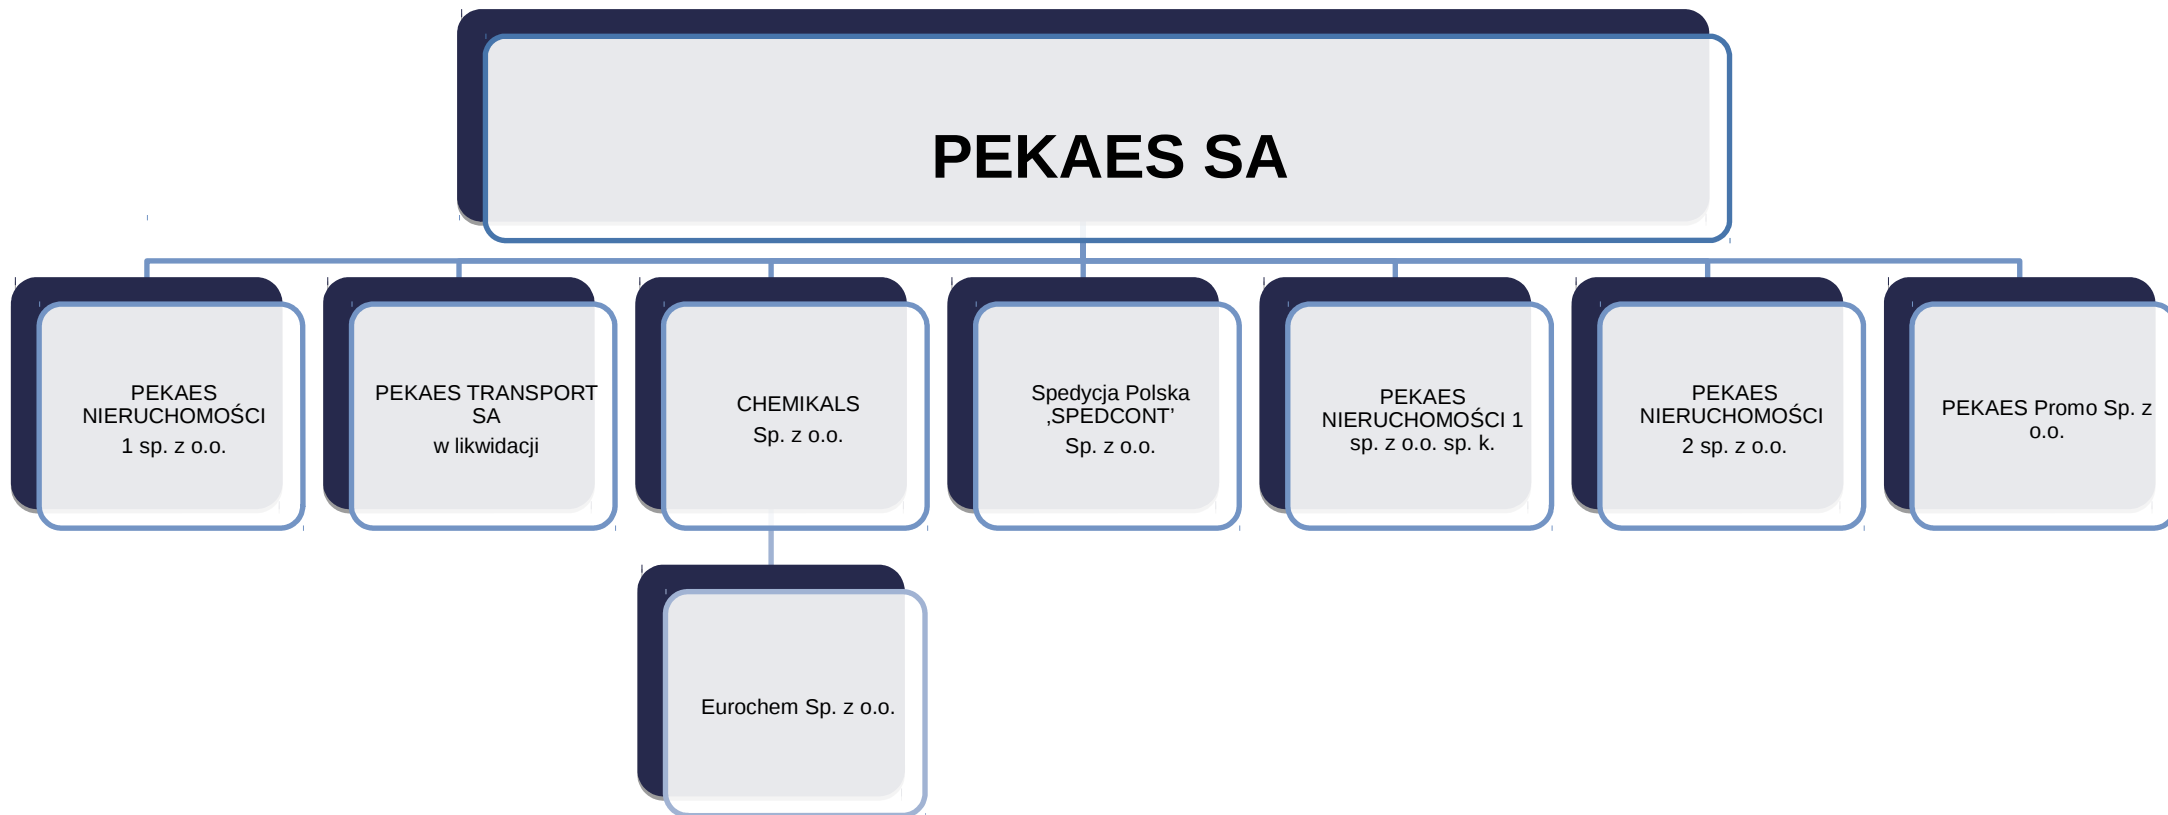 PEKAES SA
PEKAES
NIERUCHOMOŚCI
1 sp. z o.o.
PEKAES TRANSPORT
SA
w likwidacji
CHEMIKALS
Sp. z o.o.
Spedycja Polska
‚SPEDCONT’
Sp. z o.o.
PEKAES
NIERUCHOMOŚCI 1
sp. z o.o. sp. k.
PEKAES
NIERUCHOMOŚCI
2 sp. z o.o.
PEKAES Promo Sp. z
o.o.
Eurochem Sp. z o.o.